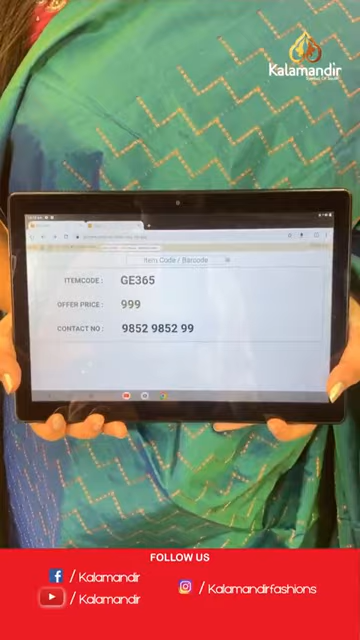 Kalamandir
Item Code / Barcode
ITEMCODE : GE365
OFFER PRICE : 999
CONTACT NO : 9852 9852 99
FOLLOW US
/ Kalamandir
/ Kalamandirfashions
/ Kalamandir